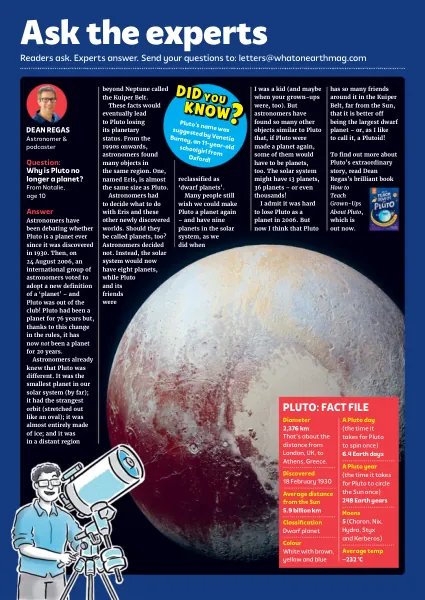 Ask the experts
Readers ask. Experts answer. Send your questions to: letters@whatonearthmag.com
DEAN REGAS
Astronomer &
podcaster
Question:
Why is Pluto no
longer a planet?
From Natalie,
age 10
Answer
Astronomers have
been debating whether
Pluto is a planet ever
since it was discovered
in 1930. Then, on
24 August 2006, an
international group of
astronomers voted to
adopt a new definition
of a ‘planet’ – and
Pluto was out of the
club! Pluto had been a
planet for 76 years but,
thanks to this change
in the rules, it has
now not been a planet
for 20 years.
Astronomers already
knew that Pluto was
different. It was the
smallest planet in our
solar system (by far);
it had the strangest
orbit (stretched out
like an oval); it was
almost entirely made
of ice; and it was
in a distant region
beyond Neptune called
the Kuiper Belt.
These facts would
eventually lead
to Pluto losing
its planetary
status. From the
1990s onwards,
astronomers found
many objects in
the same region. One,
named Eris, is almost
the same size as Pluto.
Astronomers had
to decide what to do
with Eris and these
other newly discovered
worlds. Should they
be called planets, too?
Astronomers decided
not. Instead, the solar
system would now
have eight planets,
while Pluto
and its
friends
were
DID YOU
KNOW?
Pluto's name was
suggested by Venetia
Burney, an 11-year-old
schoolgirl from
Oxford!
reclassified as
‘dwarf planets’.
Many people still
wish we could make
Pluto a planet again
– and have nine
planets in the solar
system, as we
did when
I was a kid (and maybe
when your grown-ups
were, too). But
astronomers have
found so many other
objects similar to Pluto
that, if Pluto were
made a planet again,
some of them would
have to be planets,
too. The solar system
might have 13 planets,
36 planets – or even
thousands!
I admit it was hard
to lose Pluto as a
planet in 2006. But
now I think that Pluto
has so many friends
around it in the Kuiper
Belt, far from the Sun,
that it is better off
being the largest dwarf
planet – or, as I like
to call it, a Plutoid!
To find out more about
Pluto's extraordinary
story, read Dean
Regas's brilliant book
How to
Teach
Grown-Ups
About Pluto,
which is
out now.
PLUTO
PLUTO: FACT FILE
Diameter
2,376 km
That's about the
distance from
London, UK, to
Athens, Greece.
Discovered
18 February 1930
Average distance
from the Sun
5.9 billion km
Classification
Dwarf planet
Colour
White with brown,
yellow and blue
A Pluto day
(the time it
takes for Pluto
to spin once)
6.4 Earth days
A Pluto year
(the time it takes
for Pluto to circle
the Sun once)
248 Earth years
Moons
5 (Charon, Nix,
Hydra, Styx
and Kerberos)
Average temp
–232°C